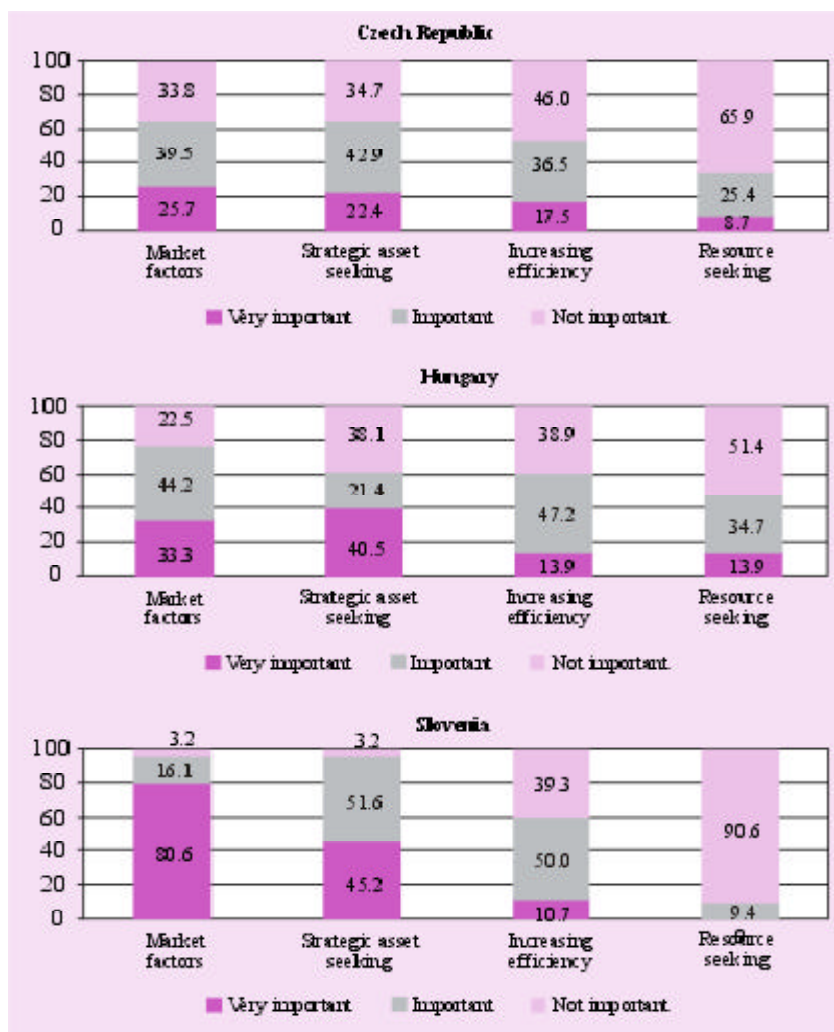 Czech Republic
100
33.8 34.7 46.0 65.9
80
60
39.5 42.9 36.5 25.4
40
20
25.7 22.4 17.5 8.7
0
Market factors Strategic asset seeking Increasing efficiency Resource seeking
Very important Important Not important
Hungary
100
22.5 38.1 38.9 51.4
80
60
44.2 21.4 47.2 34.7
40
20
33.3 40.5 13.9 13.9
0
Market factors Strategic asset seeking Increasing efficiency Resource seeking
Very important Important Not important
Slovenia
100
3.2 3.2 39.3 90.6
80
16.1 51.6 50.0 9.4
60
40
80.6 45.2 10.7 0
20
0
Market factors Strategic asset seeking Increasing efficiency Resource seeking
Very important Important Not important